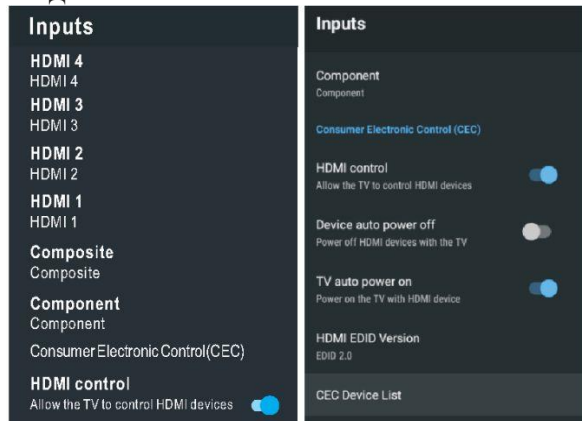 Inputs
HDMI 4
HDMI 4
HDMI 3
HDMI 3
HDMI 2
HDMI 2
HDMI 1
HDMI 1
Composite
Composite
Component
Component
Consumer Electronic Control(CEC)
HDMI control
Allow the TV to control HDMI devices
Inputs
Component
Component
Consumer Electronic Control (CEC)
HDMI control
Allow the TV to control HDMI devices
Device auto power off
Power off HDMI devices with the TV
TV auto power on
Power on the TV with HDMI device
HDMI EDID Version
EDID 2.0
CEC Device List